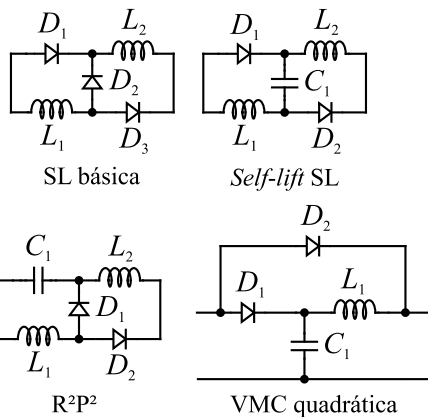 D₁ L₂ D₁ L₂
D₂ C₁
L₁ D₃ L₁ D₂
SL básica Self-lift SL
D₂
C₁ L₂ D₁ L₁
D₁ C₁
L₁ D₂
R²P² VMC quadrática